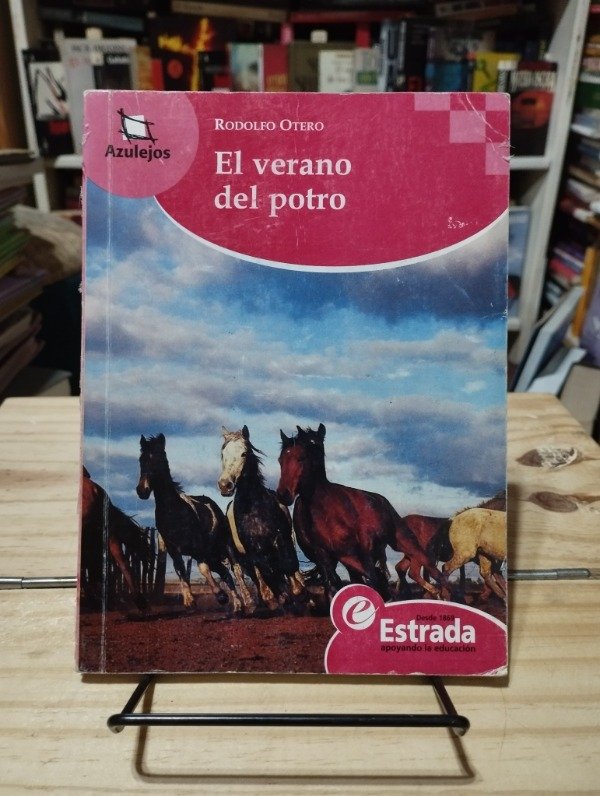 Azulejos
RODOLFO OTERO
El verano
del potro
e
Desde 1869
Estrada
apoyando la educación